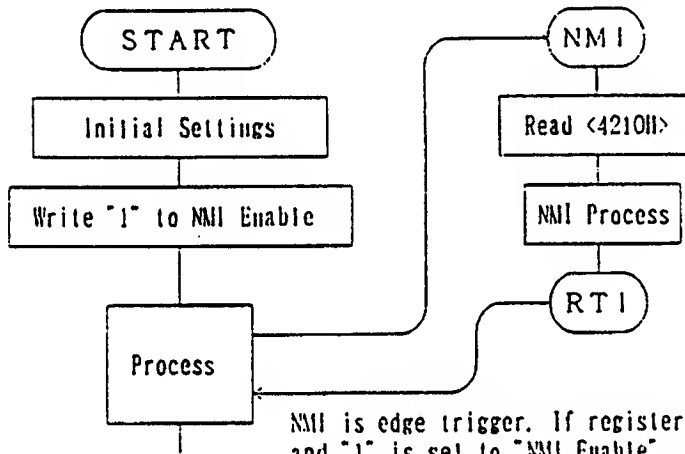 START
Initial Settings
Write "1" to NMI Enable
Process
NMI
Read <4210H>
NMI Process
RTI
NMI is edge trigger. If register
and "1" is set to "NMI Enable"